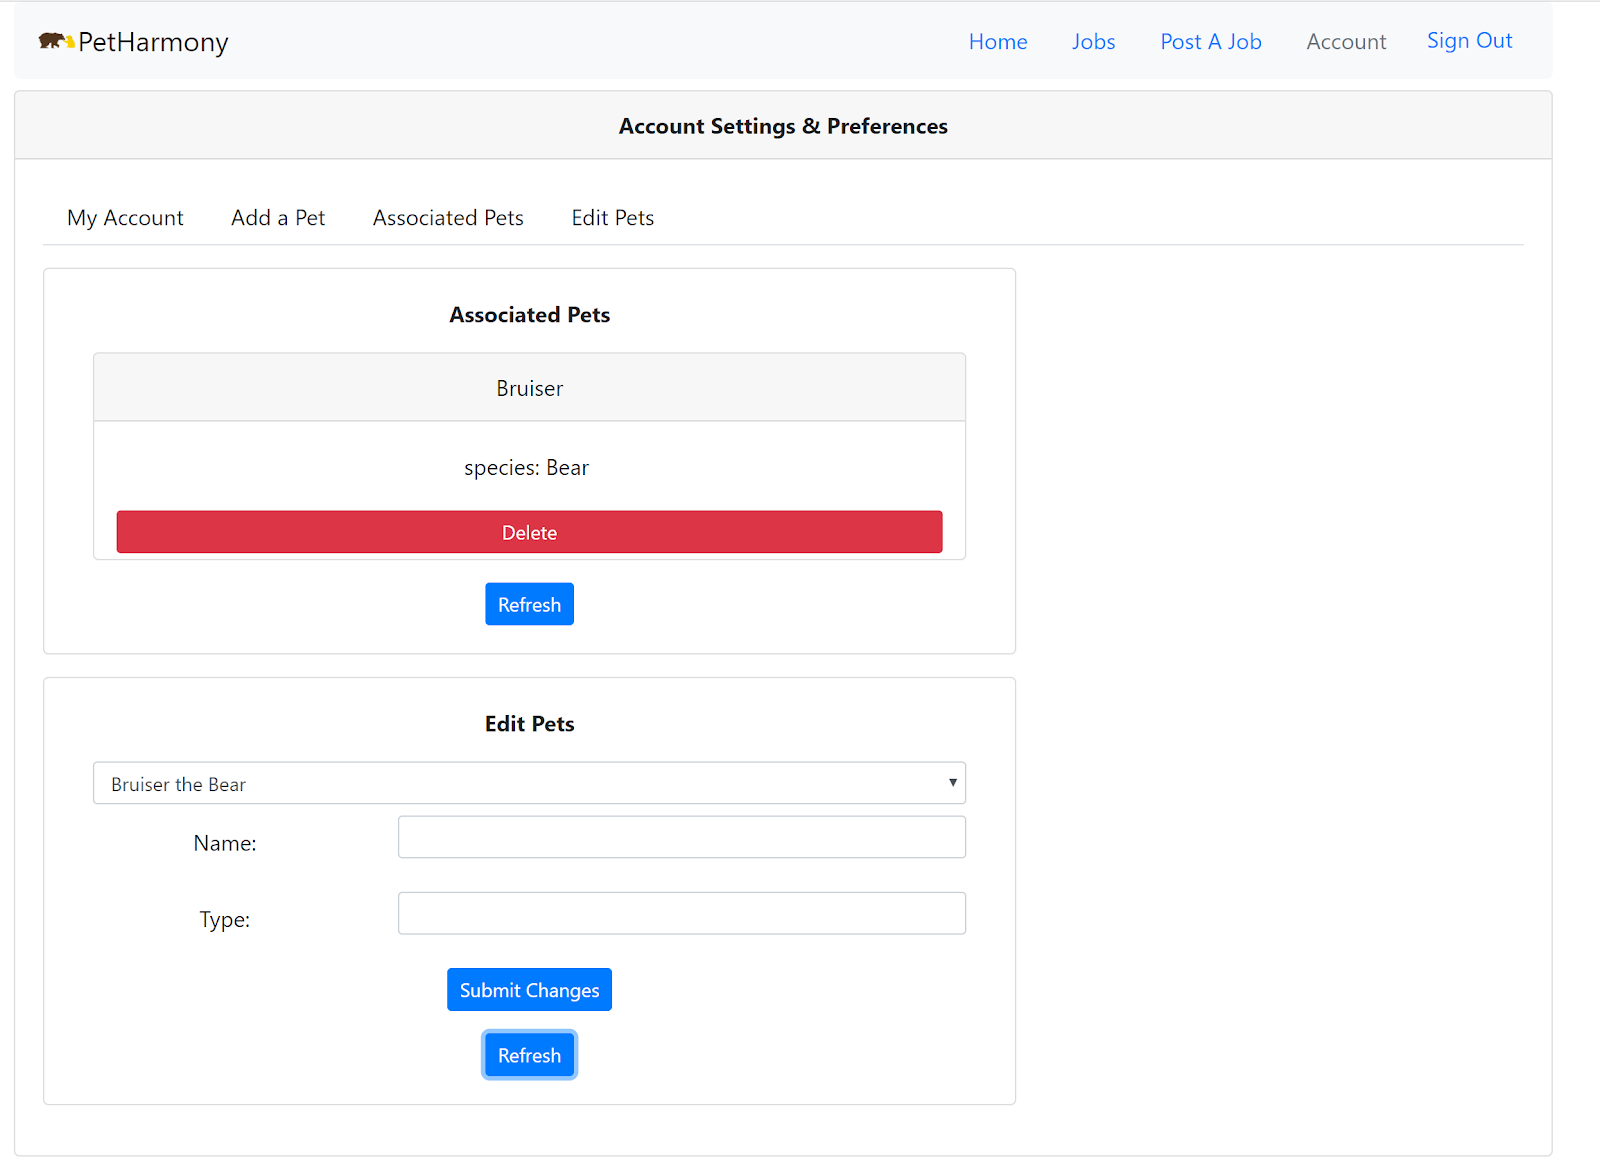 PetHarmony Home Jobs Post A Job Account Sign Out
Account Settings & Preferences
My Account Add a Pet Associated Pets Edit Pets
Associated Pets
Bruiser
species: Bear
Delete
Refresh
Edit Pets
Bruiser the Bear
Name:
Type:
Submit Changes
Refresh